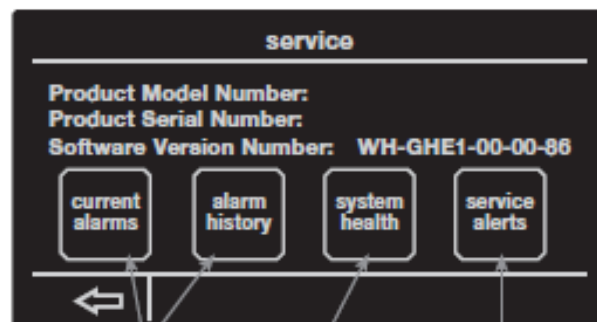 service
Product Model Number:
Product Serial Number:
Software Version Number: WH-GHE1-00-00-86
current alarms
alarm history
system health
service alerts